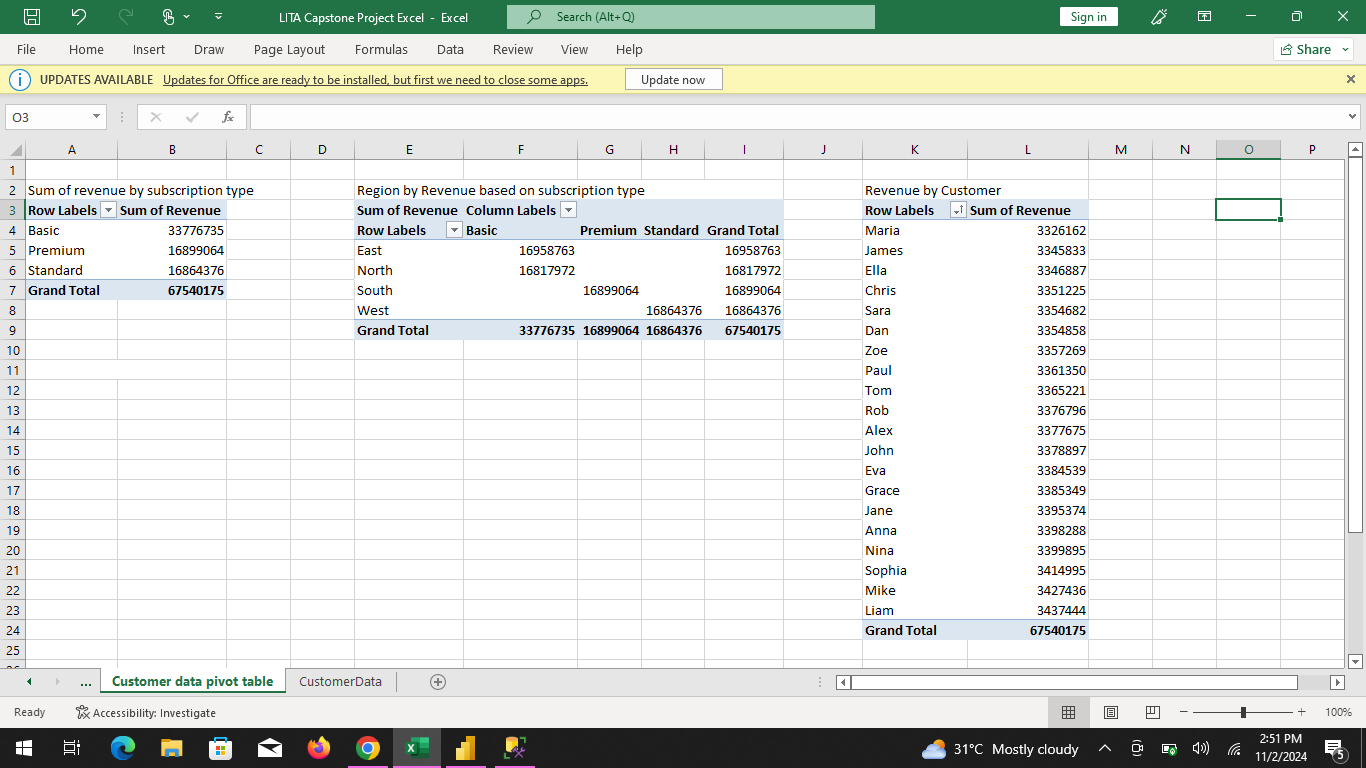 LITA Capstone Project Excel - Excel
Search (Alt+Q)
Sign in
File Home Insert Draw Page Layout Formulas Data Review View Help
Share
UPDATES AVAILABLE Updates for Office are ready to be installed, but first we need to close some apps. Update now
O3 fx
A B C D E F G H I J K L M N O P
1
2 Sum of revenue by subscription type Region by Revenue based on subscription type Revenue by Customer
3 Row Labels Sum of Revenue Sum of Revenue Column Labels Row Labels Sum of Revenue
4 Basic 33776735 Row Labels Basic Premium Standard Grand Total Maria 3326162
5 Premium 16899064 East 16958763 16958763 James 3345833
6 Standard 16864376 North 16817972 16817972 Ella 3346887
7 Grand Total 67540175 South 16899064 16899064 Chris 3351225
8 West 16864376 16864376 Sara 3354682
9 Grand Total 33776735 16899064 16864376 67540175 Dan 3354858
10 Zoe 3357269
11 Paul 3361350
12 Tom 3365221
13 Rob 3376796
14 Alex 3377675
15 John 3378897
16 Eva 3384539
17 Grace 3385349
18 Jane 3395374
19 Anna 3398288
20 Nina 3399895
21 Sophia 3414995
22 Mike 3427436
23 Liam 3437444
24 Grand Total 67540175
25
... Customer data pivot table CustomerData
Ready Accessibility: Investigate 100%
31°C Mostly cloudy 2:51 PM
11/2/2024
5